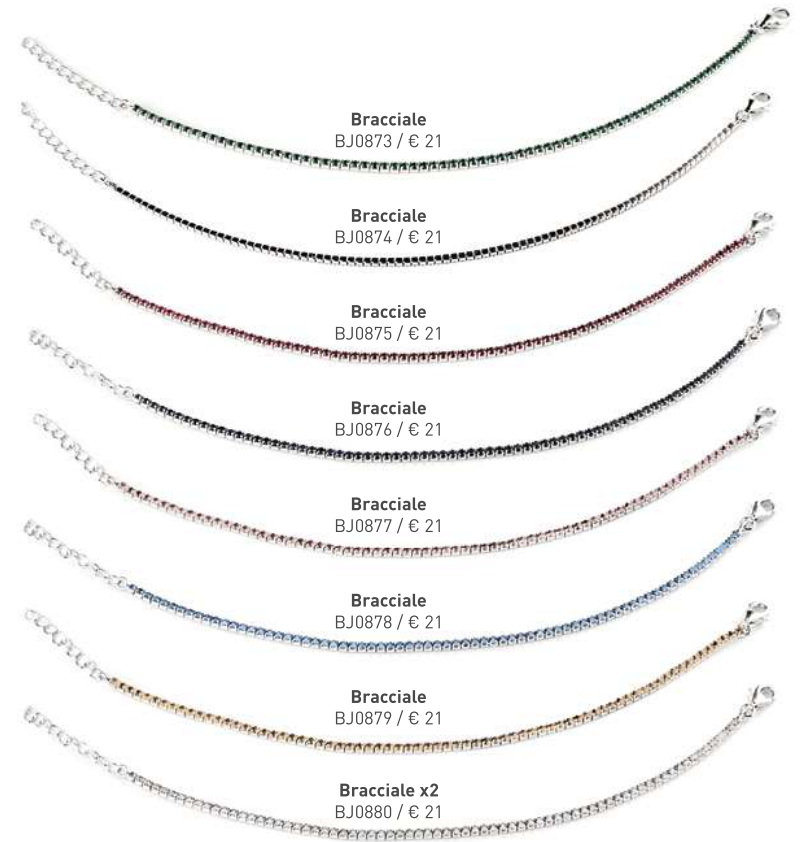 Bracciale
BJ0873 / € 21
Bracciale
BJ0874 / € 21
Bracciale
BJ0875 / € 21
Bracciale
BJ0876 / € 21
Bracciale
BJ0877 / € 21
Bracciale
BJ0878 / € 21
Bracciale
BJ0879 / € 21
Bracciale x2
BJ0880 / € 21